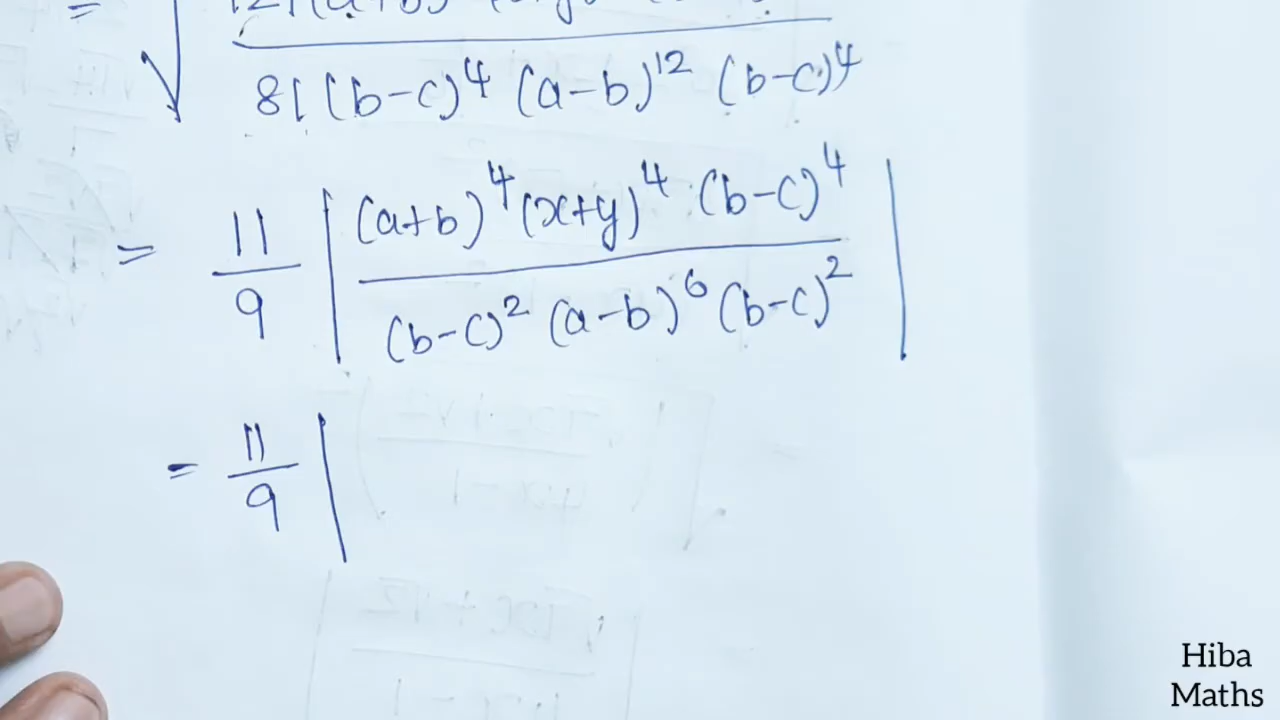 =
√ 81 (b-c)⁴ (a-b)¹² (b-c)⁴
= 11/9 | (a+b)⁴ (x+y)⁴ (b-c)⁴ / (b-c)² (a-b)⁶ (b-c)² |
= 11/9 |
Hiba
Maths